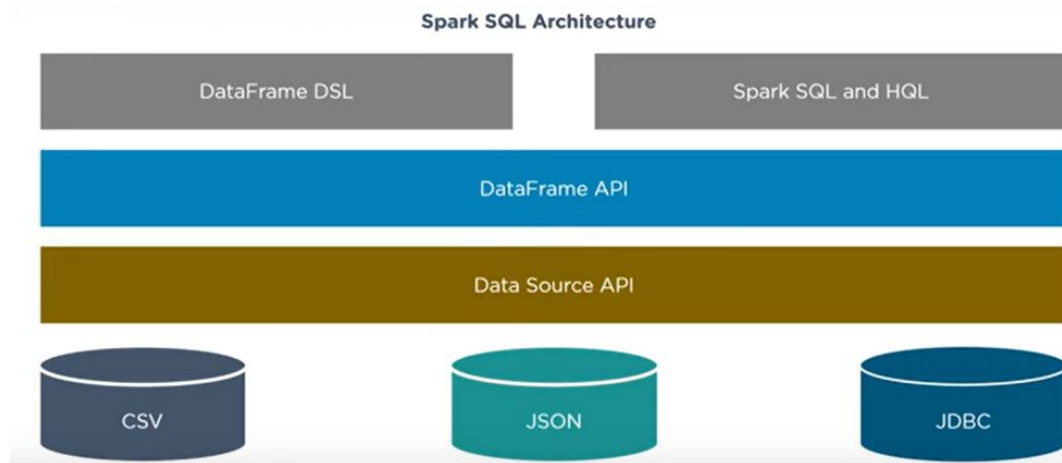 Spark SQL Architecture
DataFrame DSL
Spark SQL and HQL
DataFrame API
Data Source API
CSV
JSON
JDBC